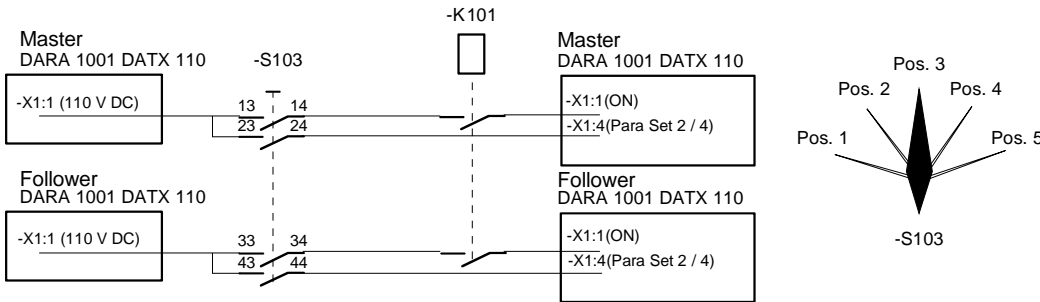 -K101
Master
DARA 1001 DATX 110
-S103
Master
DARA 1001 DATX 110
-X1:1 (110 V DC)
13 14
23 24
-X1:1(ON)
-X1:4(Para Set 2 / 4)
Follower
DARA 1001 DATX 110
Follower
DARA 1001 DATX 110
-X1:1 (110 V DC)
33 34
43 44
-X1:1(ON)
-X1:4(Para Set 2 / 4)
Pos. 3
Pos. 2
Pos. 4
Pos. 1
Pos. 5
-S103